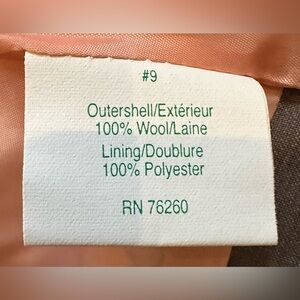 #9
Outershell/Extérieur
100% Wool/Laine
Lining/Doublure
100% Polyester
RN 76260